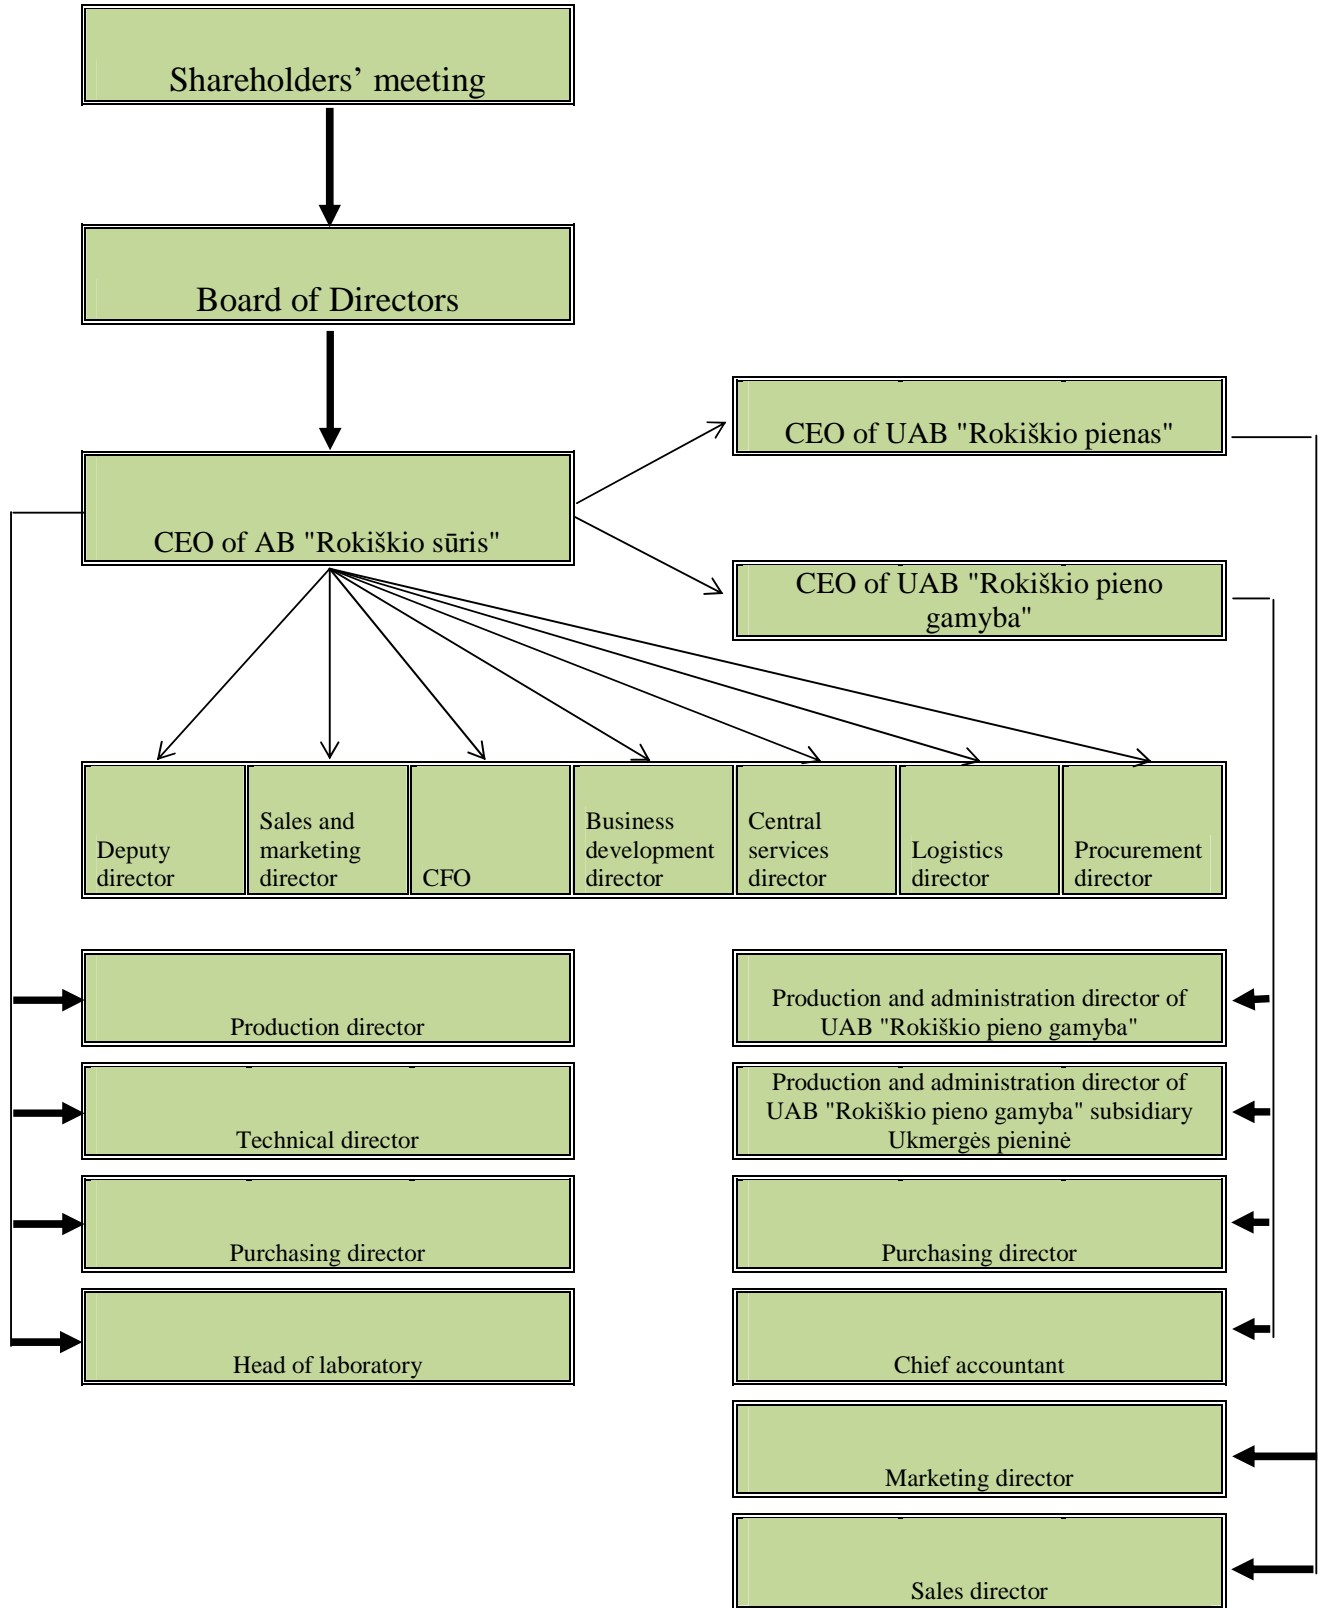 Shareholders’ meeting
Board of Directors
CEO of UAB "Rokiškio pienas"
CEO of AB "Rokiškio sūris"
CEO of UAB "Rokiškio pieno
gamyba"
Deputy
director
Sales and
marketing
director
CFO
Business
development
director
Central
services
director
Logistics
director
Procurement
director
Production director
Technical director
Purchasing director
Head of laboratory
Production and administration director of
UAB "Rokiškio pieno gamyba"
Production and administration director of
UAB "Rokiškio pieno gamyba" subsidiary
Ukmergės pieninė
Purchasing director
Chief accountant
Marketing director
Sales director